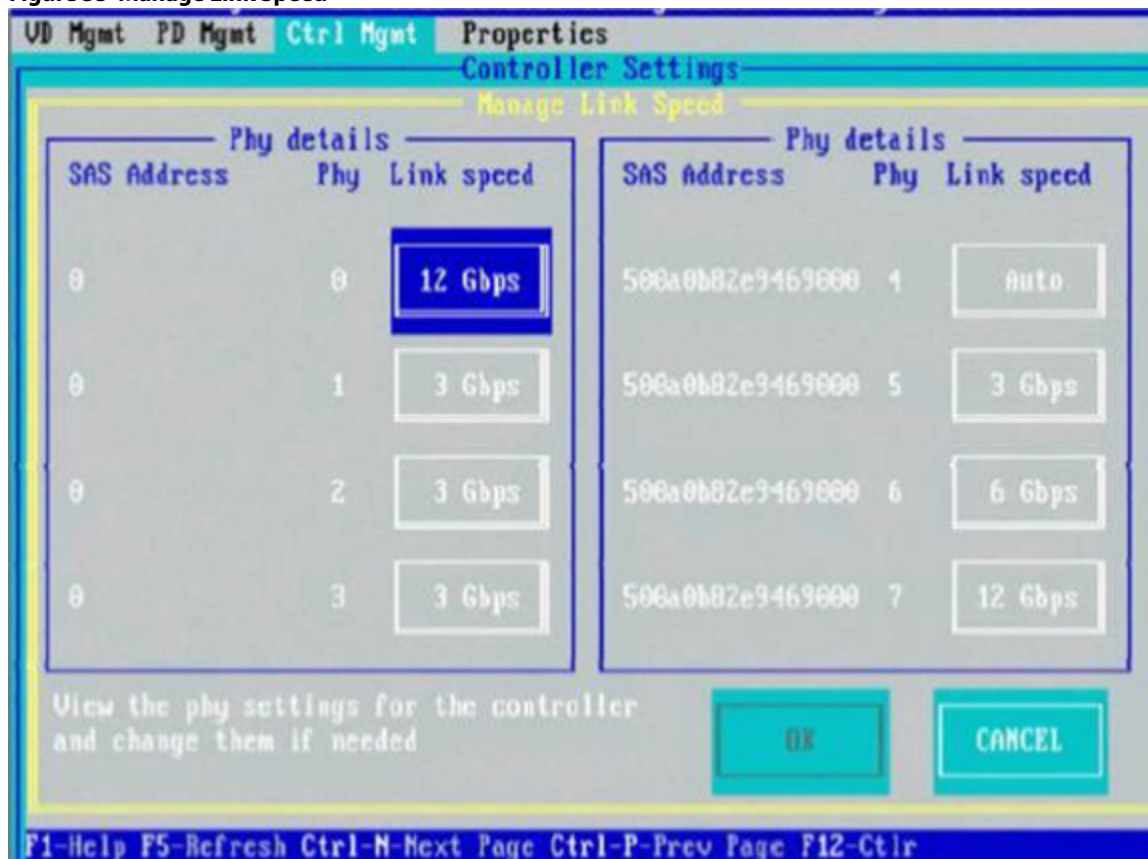 VD Mgmt PD Mgmt Ctrl Mgmt Properties
Controller Settings
Manage Link Speed
Phy details
SAS Address Phy Link speed
0 0 12 Gbps
0 1 3 Gbps
0 2 3 Gbps
0 3 3 Gbps
Phy details
SAS Address Phy Link speed
500a0b82e9469000 4 Auto
500a0b82e9469000 5 3 Gbps
500a0b82e9469000 6 6 Gbps
500a0b82e9469000 7 12 Gbps
View the phy settings for the controller
and change them if needed
OK CANCEL
F1-Help F5-Refresh Ctrl-N-Next Page Ctrl-P-Prev Page F12-Ctlr